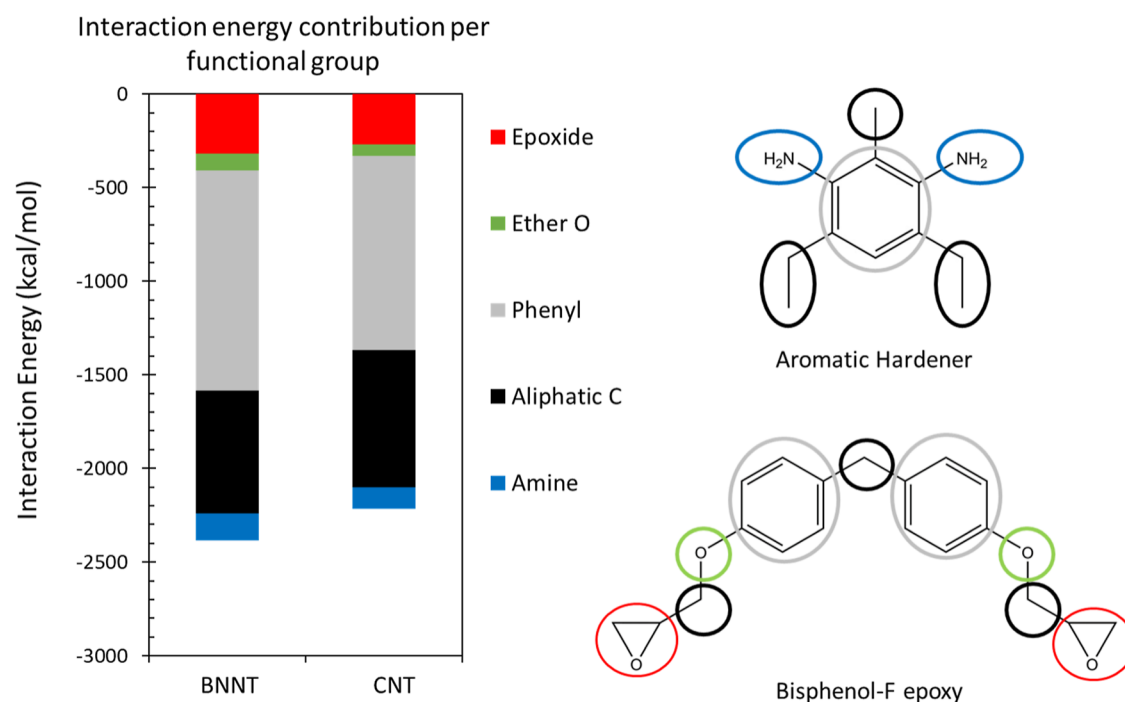 Interaction energy contribution per
functional group
Interaction Energy (kcal/mol)
0
-500
-1000
-1500
-2000
-2500
-3000
BNNT
CNT
Epoxide
Ether O
Phenyl
Aliphatic C
Amine
H₂N
NH₂
Aromatic Hardener
O
O
O
O
Bisphenol-F epoxy